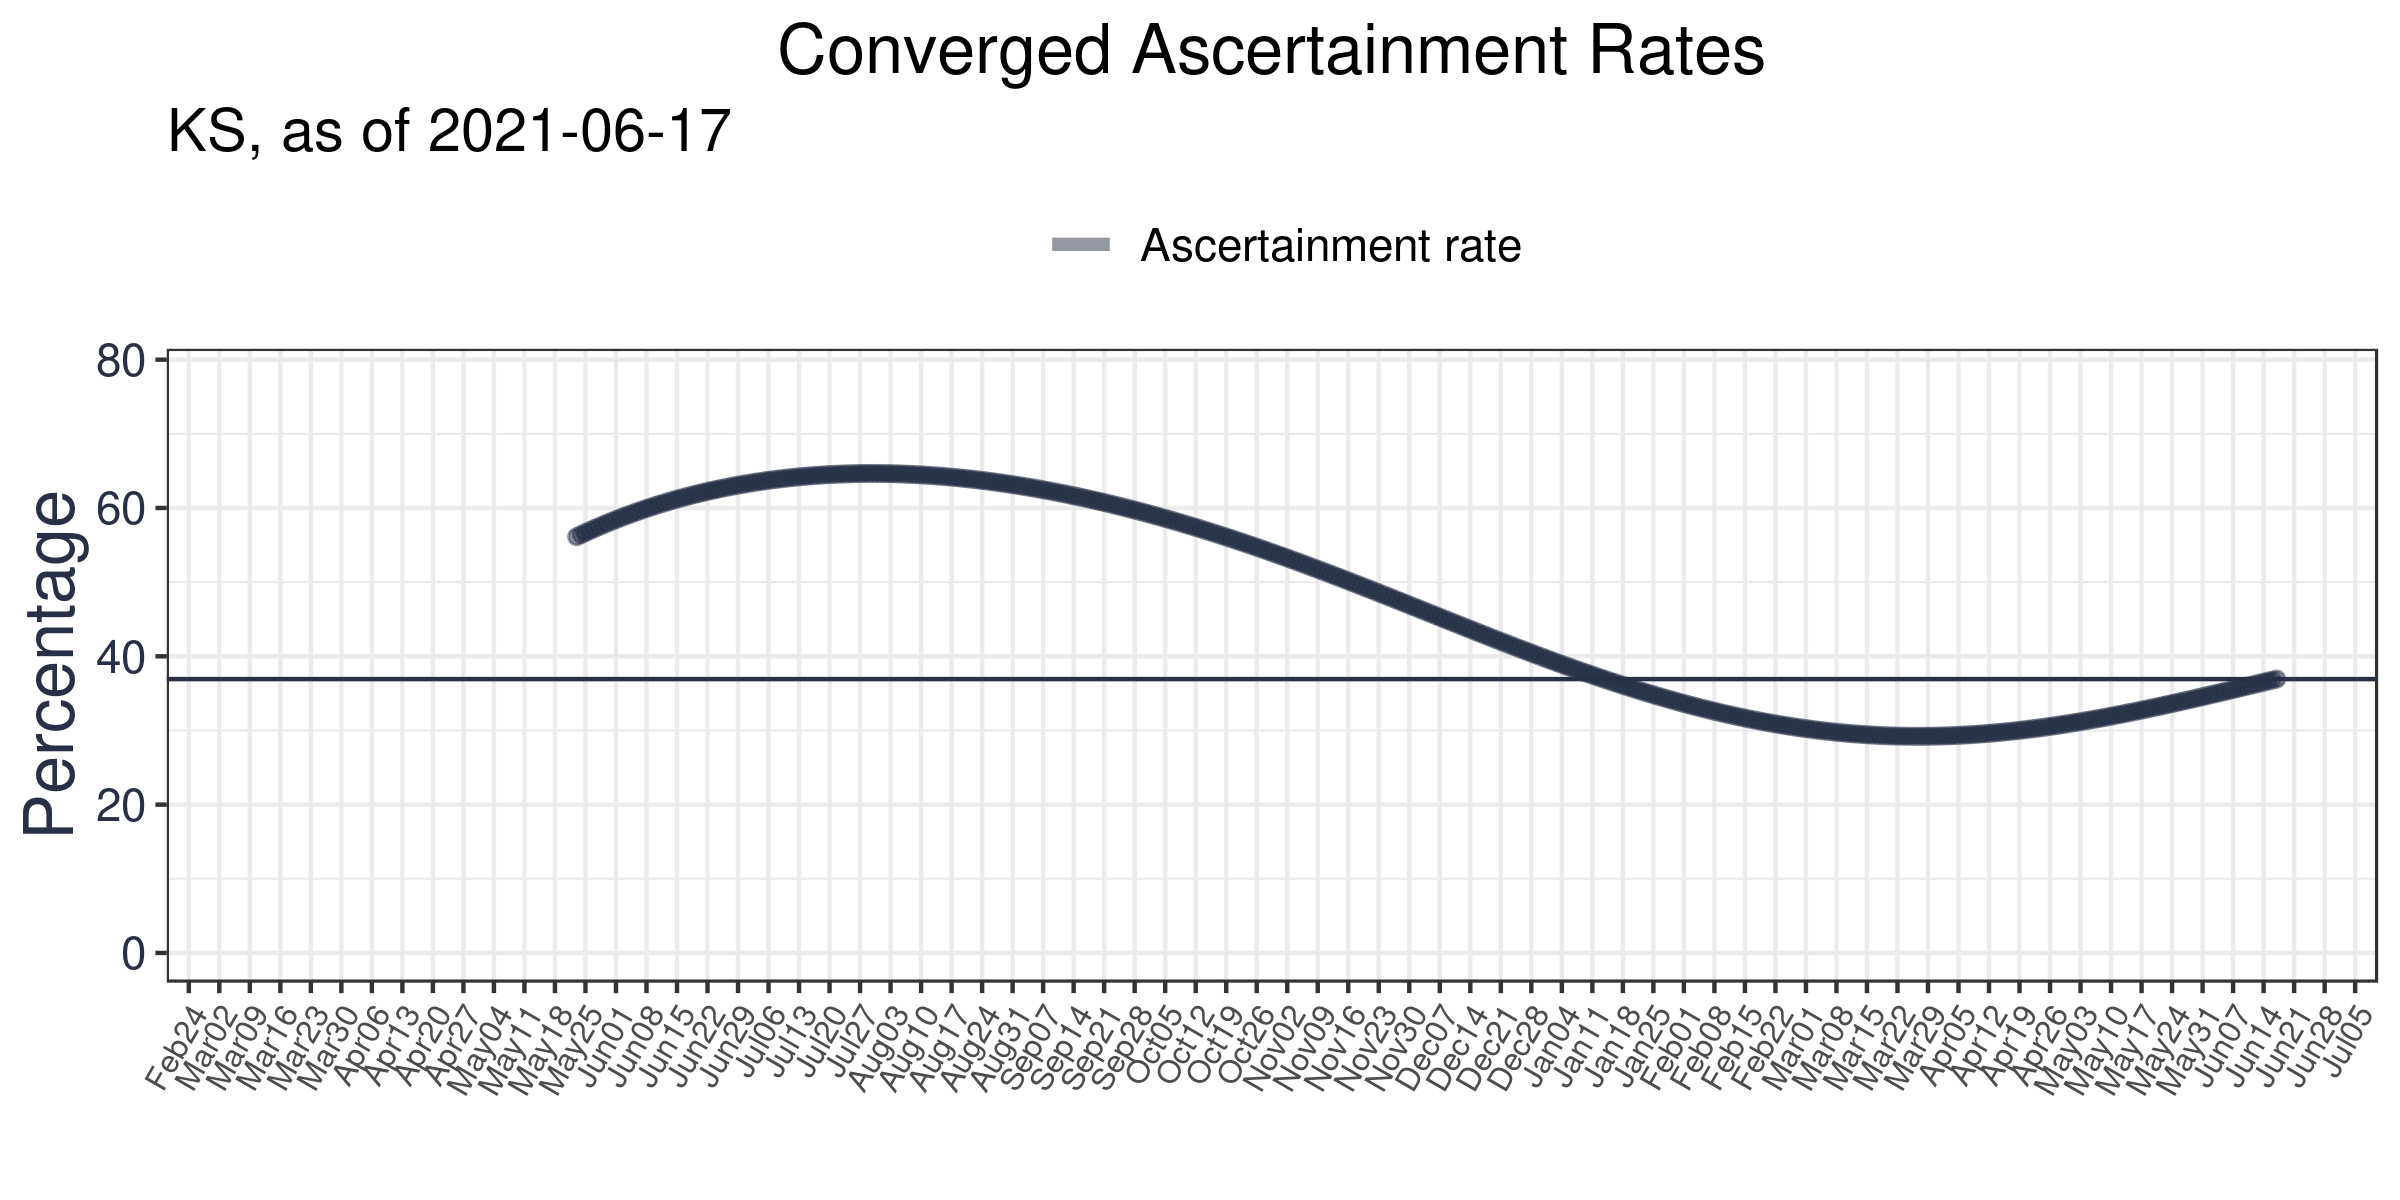 Converged Ascertainment Rates
KS, as of 2021-06-17
Ascertainment rate
Percentage
80
60
40
20
0
Feb24
Mar02
Mar09
Mar16
Mar23
Mar30
Apr06
Apr13
Apr20
Apr27
May04
May11
May18
May25
Jun01
Jun08
Jun15
Jun22
Jun29
Jul06
Jul13
Jul20
Jul27
Aug03
Aug10
Aug17
Aug24
Aug31
Sep07
Sep14
Sep21
Sep28
Oct05
Oct12
Oct19
Oct26
Nov02
Nov09
Nov16
Nov23
Nov30
Dec07
Dec14
Dec21
Dec28
Jan04
Jan11
Jan18
Jan25
Feb01
Feb08
Feb15
Feb22
Mar01
Mar08
Mar15
Mar22
Mar29
Apr05
Apr12
Apr19
Apr26
May03
May10
May17
May24
May31
Jun07
Jun14
Jun21
Jun28
Jul05